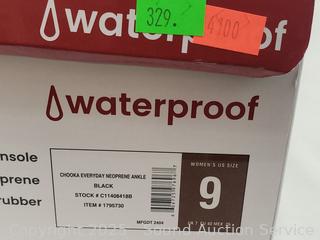 329.
4900
waterproof
waterproof
nsole
prene
rubber
CHOOKA EVERYDAY NEOPRENE ANKLE
BLACK
STOCK # C11406418B
ITEM # 1795730
MFGDT 2404
WOMEN'S US SIZE
9